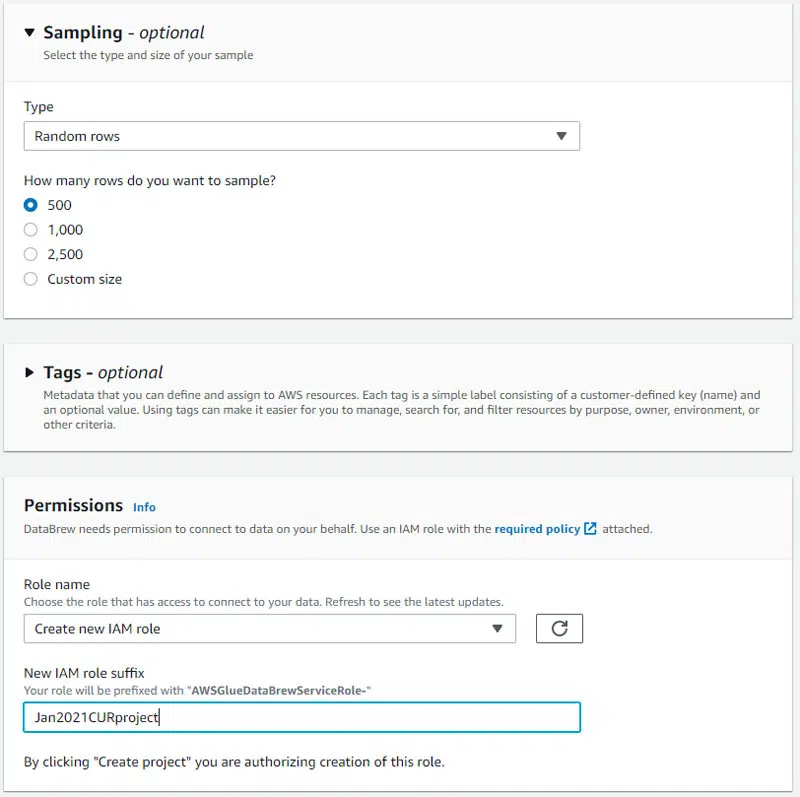 Sampling - optional
Select the type and size of your sample
Type
Random rows
How many rows do you want to sample?
500
1,000
2,500
Custom size
Tags - optional
Metadata that you can define and assign to AWS resources. Each tag is a simple label consisting of a customer-defined key (name) and
an optional value. Using tags can make it easier for you to manage, search for, and filter resources by purpose, owner, environment, or
other criteria.
Permissions Info
DataBrew needs permission to connect to data on your behalf. Use an IAM role with the required policy attached.
Role name
Choose the role that has access to connect to your data. Refresh to see the latest updates.
Create new IAM role
New IAM role suffix
Your role will be prefixed with "AWSGlueDataBrewServiceRole-"
Jan2021CURproject
By clicking "Create project" you are authorizing creation of this role.